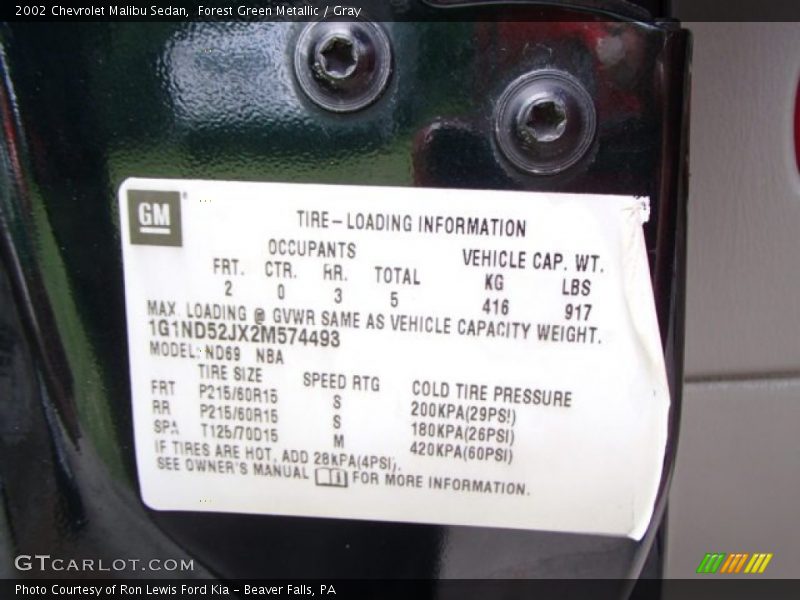 2002 Chevrolet Malibu Sedan,  Forest Green Metallic / Gray
GM
TIRE-LOADING INFORMATION
OCCUPANTS VEHICLE CAP. WT.
FRT. CTR. RR. TOTAL KG LBS
2 0 3 5 416 917
MAX. LOADING @ GVWR SAME AS VEHICLE CAPACITY WEIGHT.
1G1ND52JX2M574493
MODEL: ND69 NBA
TIRE SIZE SPEED RTG COLD TIRE PRESSURE
FRT P215/60R15 S 200KPA(29PSI)
RR P215/60R15 S 180KPA(26PSI)
SPA T125/70D15 M 420KPA(60PSI)
IF TIRES ARE HOT, ADD 28KPA(4PSI).
SEE OWNER'S MANUAL FOR MORE INFORMATION.
GTCARLOT.COM
Photo Courtesy of Ron Lewis Ford Kia - Beaver Falls, PA